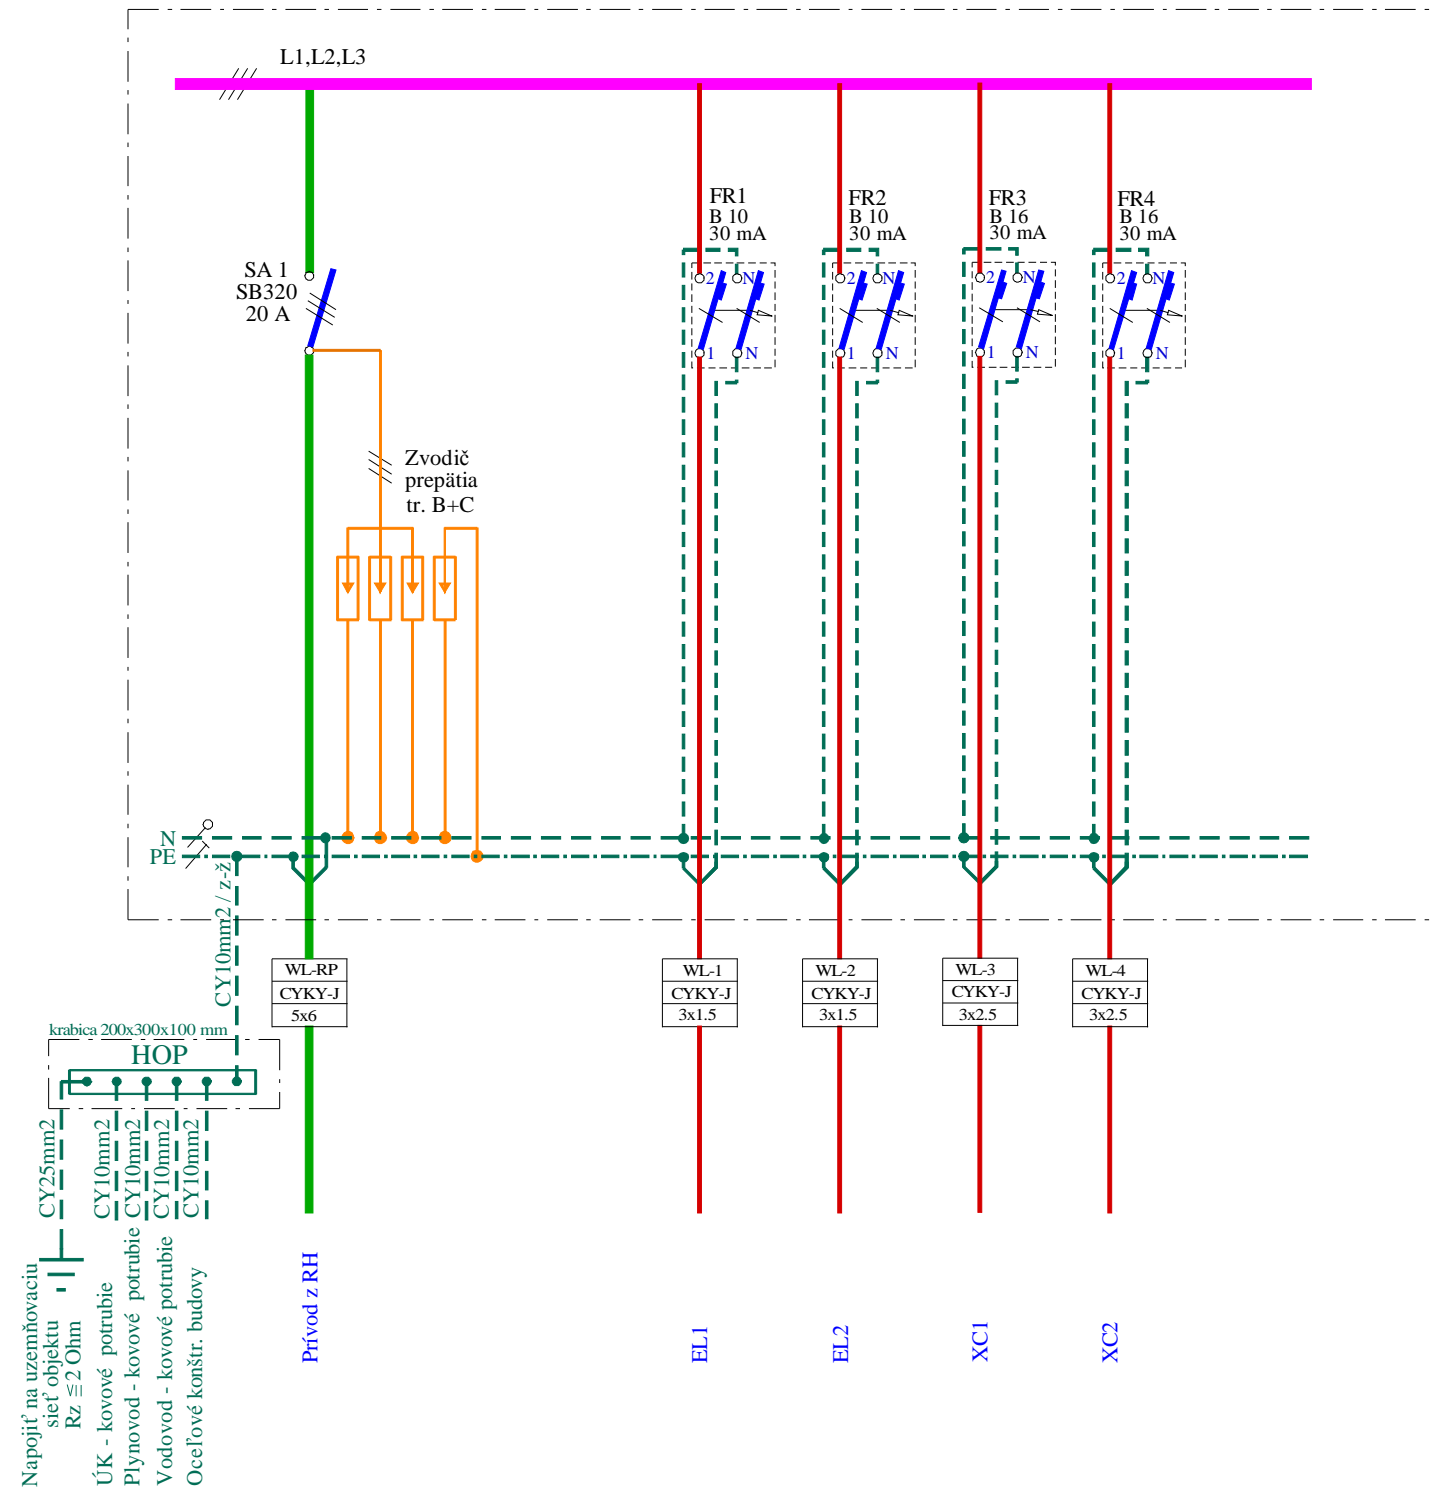 L1,L2,L3
SA 1
SB320
20 A
Zvodič
prepätia
tr. B+C
FR1
B 10
30 mA
2
N
1
N
FR2
B 10
30 mA
2
N
1
N
FR3
B 16
30 mA
2
N
1
N
FR4
B 16
30 mA
2
N
1
N
N
PE
CY10mm2 / z-ž
WL-RP
CYKY-J
5x6
WL-1
CYKY-J
3x1.5
WL-2
CYKY-J
3x1.5
WL-3
CYKY-J
3x2.5
WL-4
CYKY-J
3x2.5
krabica 200x300x100 mm
HOP
CY25mm2
CY10mm2
CY10mm2
CY10mm2
CY10mm2
Napojiť na uzemňovaciu
sieť objektu
Rz ≦ 2 Ohm
ÚK - kovové potrubie
Plynovod - kovové potrubie
Vodovod - kovové potrubie
Oceľové konštr. budovy
Prívod z RH
EL1
EL2
XC1
XC2